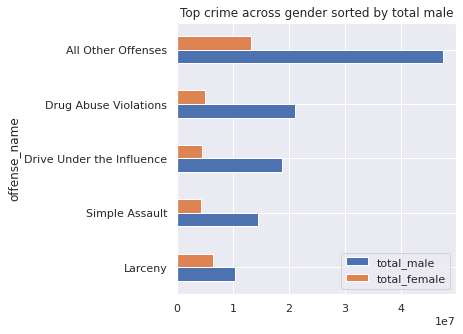 Top crime across gender sorted by total male
offense_name
All Other Offenses
Drug Abuse Violations
Drive Under the Influence
Simple Assault
Larceny
total_male
total_female
0 1 2 3 4
1e7